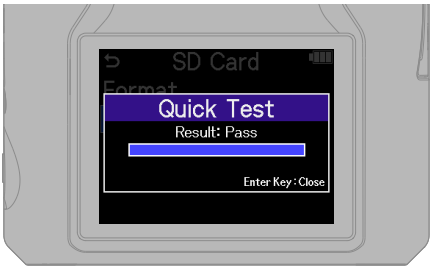 SD Card
Format
Quick Test
Result: Pass
Enter Key: Close